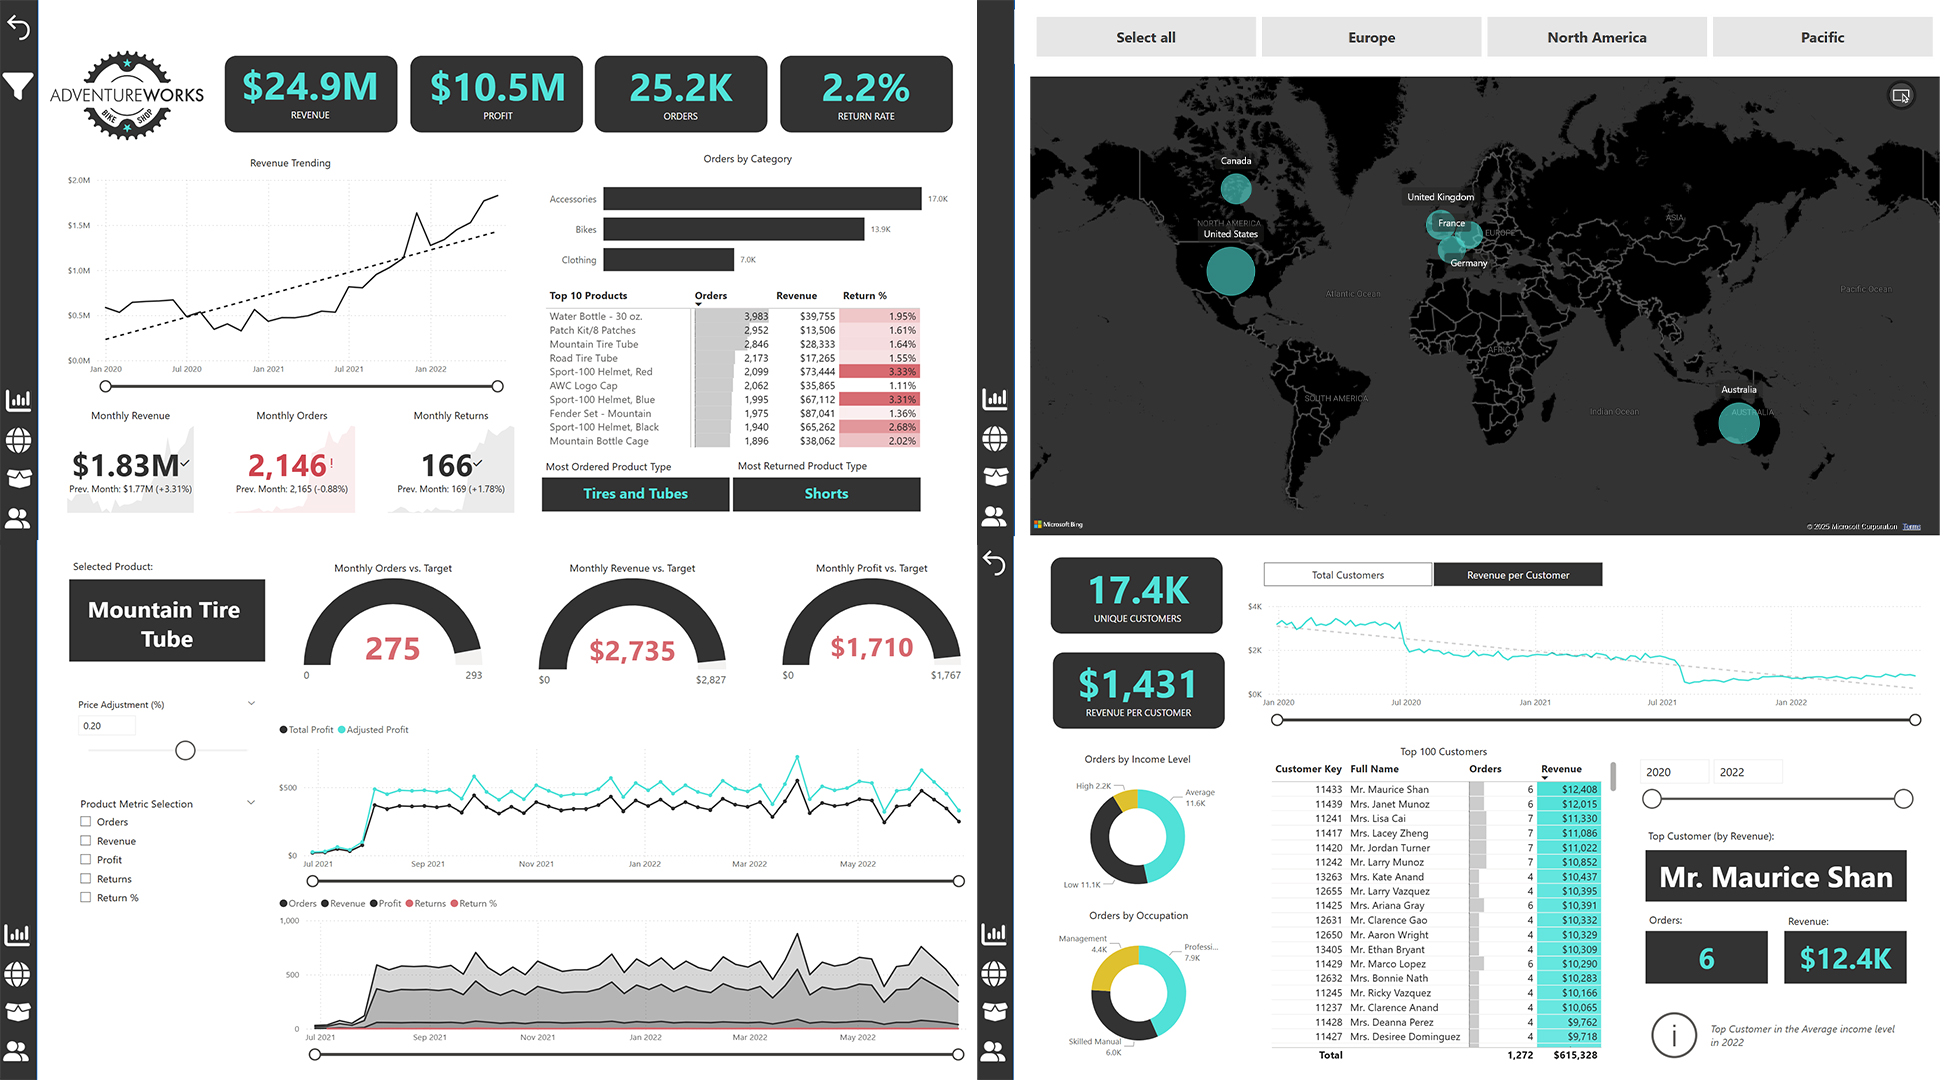 ADVENTUREWORKS
BIKE SHOP
$24.9M
REVENUE
$10.5M
PROFIT
25.2K
ORDERS
2.2%
RETURN RATE
Revenue Trending
$2.0M
$1.5M
$1.0M
$0.5M
$0.0M
Jan 2020 Jul 2020 Jan 2021 Jul 2021 Jan 2022
Orders by Category
Accessories 17.0K
Bikes 13.9K
Clothing 7.0K
Monthly Revenue
$1.83M
Prev. Month: $1.77M (+3.31%)
Monthly Orders
2,146!
Prev. Month: 2,165 (-0.88%)
Monthly Returns
166
Prev. Month: 169 (+1.78%)
Top 10 Products Orders Revenue Return %
Water Bottle - 30 oz. 3,983 $39,755 1.95%
Patch Kit/8 Patches 2,952 $13,506 1.61%
Mountain Tire Tube 2,846 $28,333 1.64%
Road Tire Tube 2,173 $17,265 1.55%
Sport-100 Helmet, Red 2,099 $73,444 3.33%
AWC Logo Cap 2,062 $35,865 1.11%
Sport-100 Helmet, Blue 1,995 $67,112 3.31%
Fender Set - Mountain 1,975 $87,041 1.36%
Sport-100 Helmet, Black 1,940 $65,262 2.68%
Mountain Bottle Cage 1,896 $38,062 2.02%
Most Ordered Product Type
Tires and Tubes
Most Returned Product Type
Shorts
Select all Europe North America Pacific
Canada
NORTH AMERICA
United States
United Kingdom
France
EUROPE
Germany
ASIA
Atlantic Ocean
Pacific Ocean
AFRICA
SOUTH AMERICA
Indian Ocean
Australia
AUSTRALIA
Microsoft Bing
© 2025 Microsoft Corporation Terms
Selected Product:
Mountain Tire
Tube
Monthly Orders vs. Target
275
0 293
Monthly Revenue vs. Target
$2,735
$0 $2,827
Monthly Profit vs. Target
$1,710
$0 $1,767
Price Adjustment (%)
0.20
Total Profit Adjusted Profit
$500
$0
Jul 2021 Sep 2021 Nov 2021 Jan 2022 Mar 2022 May 2022
Product Metric Selection
Orders
Revenue
Profit
Returns
Return %
Orders Revenue Profit Returns Return %
1,000
500
0
Jul 2021 Sep 2021 Nov 2021 Jan 2022 Mar 2022 May 2022
17.4K
UNIQUE CUSTOMERS
$1,431
REVENUE PER CUSTOMER
Total Customers Revenue per Customer
$4K
$2K
$0K
Jan 2020 Jul 2020 Jan 2021 Jul 2021 Jan 2022
Orders by Income Level
High 2.2K
Average
11.6K
Low 11.1K
Orders by Occupation
Management
4.4K
Professi...
7.9K
Skilled Manual
6.0K
Top 100 Customers
Customer Key Full Name Orders Revenue
11433 Mr. Maurice Shan 6 $12,408
11439 Mrs. Janet Munoz 6 $12,015
11241 Mrs. Lisa Cai 7 $11,330
11417 Mrs. Lacey Zheng 7 $11,086
11420 Mr. Jordan Turner 7 $11,022
11242 Mr. Larry Munoz 7 $10,852
13263 Mrs. Kate Anand 4 $10,437
12655 Mr. Larry Vazquez 4 $10,395
11425 Mrs. Ariana Gray 6 $10,391
12631 Mr. Clarence Gao 4 $10,332
12650 Mr. Aaron Wright 4 $10,329
13405 Mr. Ethan Bryant 4 $10,309
11429 Mr. Marco Lopez 6 $10,290
12632 Mrs. Bonnie Nath 4 $10,283
11245 Mr. Ricky Vazquez 4 $10,166
11237 Mr. Clarence Anand 4 $10,065
11428 Mrs. Deanna Perez 4 $9,762
11427 Mrs. Desiree Dominguez 4 $9,718
Total 1,272 $615,328
2020 2022
Top Customer (by Revenue):
Mr. Maurice Shan
Orders:
6
Revenue:
$12.4K
Top Customer in the Average income level
in 2022